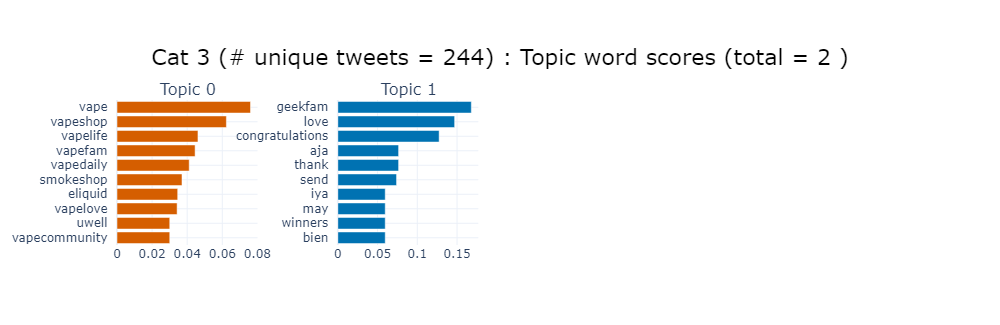 Cat 3 (# unique tweets = 244) : Topic word scores (total = 2 )
Topic 0
vape
vapeshop
vapelife
vapefam
vapedaily
smokeshop
eliquid
vapelove
uwell
vapecommunity
0 0.02 0.04 0.06 0.08
Topic 1
geekfam
love
congratulations
aja
thank
send
iya
may
winners
bien
0 0.05 0.1 0.15